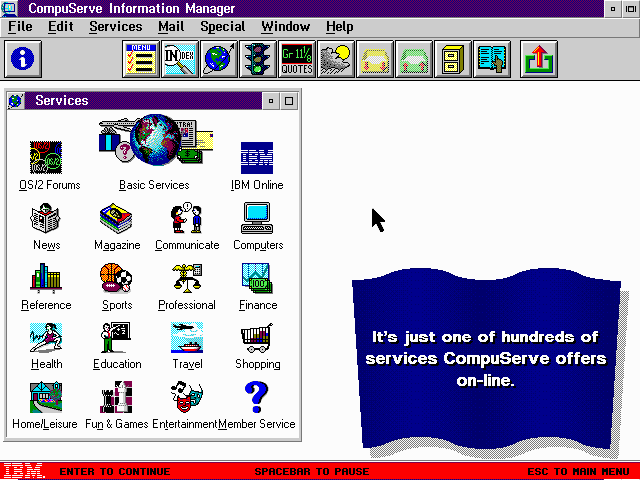 CompuServe Information Manager
File Edit Services Mail Special Window Help
MENU
INDEX
Gr 11⅛
QUOTES
Services
EXTRA!
IBM
OS/2 Forums Basic Services IBM Online
News Magazine Communicate Computers
Reference Sports Professional Finance
Health Education Travel Shopping
Home/Leisure Fun & Games Entertainment Member Service
It's just one of hundreds of
services CompuServe offers
on-line.
IBM. ENTER TO CONTINUE SPACEBAR TO PAUSE ESC TO MAIN MENU